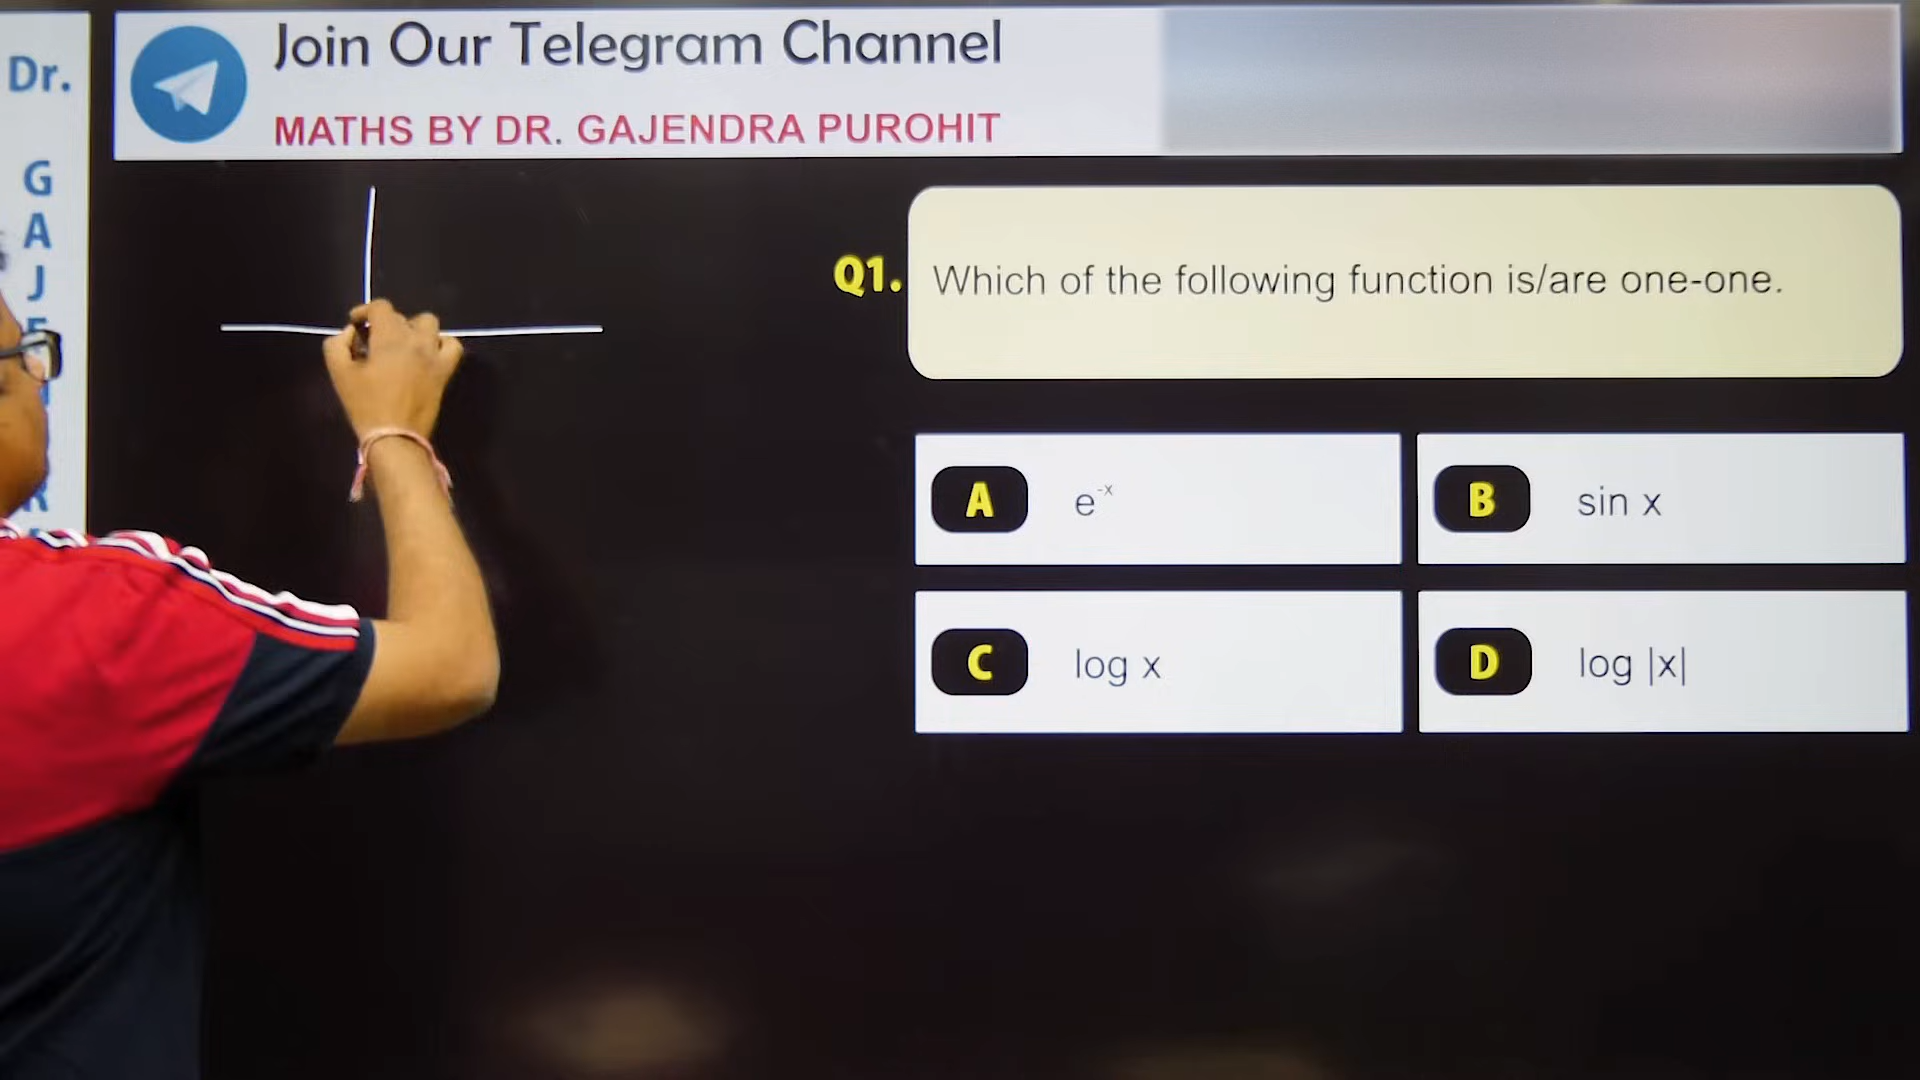 Dr.
G
A
J
Join Our Telegram Channel
MATHS BY DR. GAJENDRA PUROHIT
Q1. Which of the following function is/are one-one.
A e⁻ˣ
B sin x
C log x
D log |x|